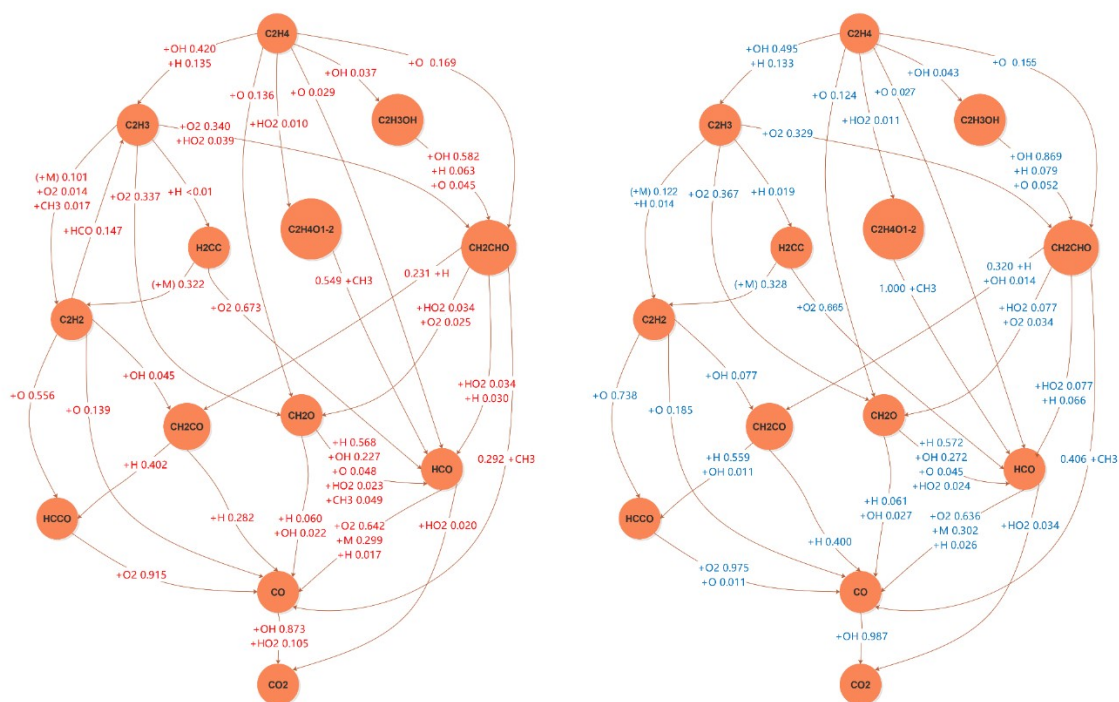 C2H4
+OH 0.420
+H 0.135
+OH 0.037
+O 0.169
+O 0.136
+O 0.029
+HO2 0.010
C2H3
C2H3OH
+O2 0.340
+HO2 0.039
+OH 0.582
+H 0.063
+O 0.045
(+M) 0.101
+O2 0.014
+CH3 0.017
+O2 0.337
+H <0.01
+HCO 0.147
C2H4O1-2
H2CC
CH2CHO
0.549 +CH3
0.231 +H
(+M) 0.322
+O2 0.673
+HO2 0.034
+O2 0.025
C2H2
+OH 0.045
+O 0.556
+O 0.139
+HO2 0.034
+H 0.030
CH2CO
CH2O
+H 0.568
+OH 0.227
+O 0.048
+HO2 0.023
+CH3 0.049
HCO
0.292 +CH3
+H 0.402
HCCO
+H 0.282
+H 0.060
+OH 0.022
+O2 0.642
+M 0.299
+H 0.017
+HO2 0.020
+O2 0.915
CO
+OH 0.873
+HO2 0.105
CO2
C2H4
+OH 0.495
+H 0.133
+OH 0.043
+O 0.155
+O 0.124
+O 0.027
+HO2 0.011
C2H3
C2H3OH
+O2 0.329
+OH 0.869
+H 0.079
+O 0.052
(+M) 0.122
+H 0.014
+O2 0.367
+H 0.019
C2H4O1-2
H2CC
CH2CHO
1.000 +CH3
0.320 +H
+OH 0.014
(+M) 0.328
+O2 0.665
+HO2 0.077
+O2 0.034
C2H2
+OH 0.077
+O 0.738
+O 0.185
+HO2 0.077
+H 0.066
CH2CO
CH2O
+H 0.572
+OH 0.272
+O 0.045
+HO2 0.024
HCO
0.406 +CH3
+H 0.559
+OH 0.011
HCCO
+H 0.400
+H 0.061
+OH 0.027
+O2 0.636
+M 0.302
+H 0.026
+HO2 0.034
+O2 0.975
+O 0.011
CO
+OH 0.987
CO2